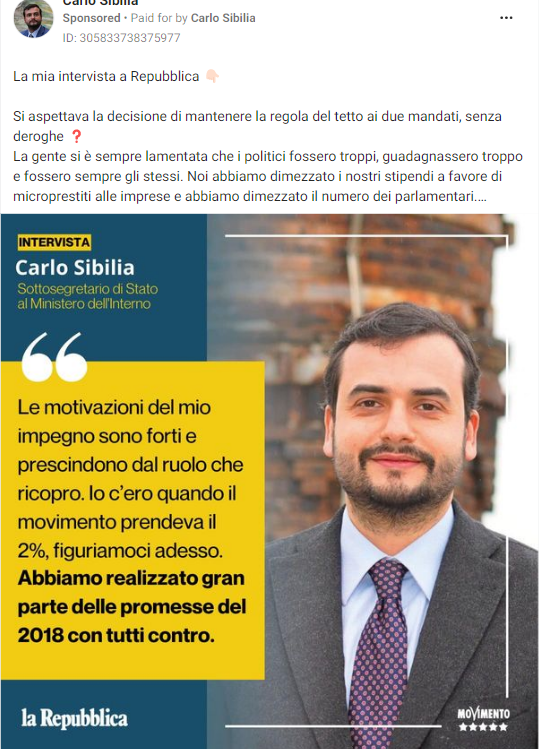 Carlo Sibilia
Sponsored • Paid for by Carlo Sibilia
ID: 305833738375977
La mia intervista a Repubblica 👇🏻
Si aspettava la decisione di mantenere la regola del tetto ai due mandati, senza
deroghe ❓
La gente si è sempre lamentata che i politici fossero troppi, guadagnassero troppo
e fossero sempre gli stessi. Noi abbiamo dimezzato i nostri stipendi a favore di
microprestiti alle imprese e abbiamo dimezzato il numero dei parlamentari....
INTERVISTA
Carlo Sibilia
Sottosegretario di Stato
al Ministero dell'Interno
“
Le motivazioni del mio
impegno sono forti e
prescindono dal ruolo che
ricopro. Io c'ero quando il
movimento prendeva il
2%, figuriamoci adesso.
Abbiamo realizzato gran
parte delle promesse del
2018 con tutti contro.
la Repubblica
MOVIMENTO
★★★★★